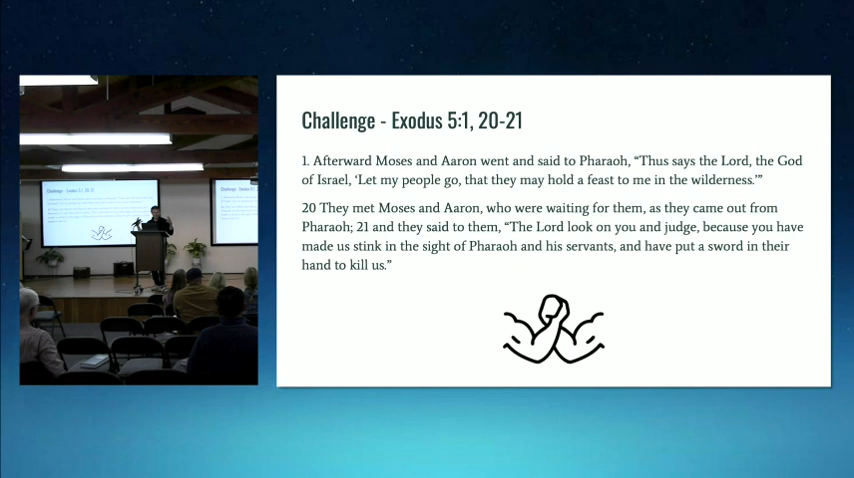 Challenge - Exodus 5:1, 20-21
1. Afterward Moses and Aaron went and said to Pharaoh, “Thus says the Lord, the God
of Israel, ‘Let my people go, that they may hold a feast to me in the wilderness.’”
20 They met Moses and Aaron, who were waiting for them, as they came out from
Pharaoh; 21 and they said to them, “The Lord look on you and judge, because you have
made us stink in the sight of Pharaoh and his servants, and have put a sword in their
hand to kill us.”